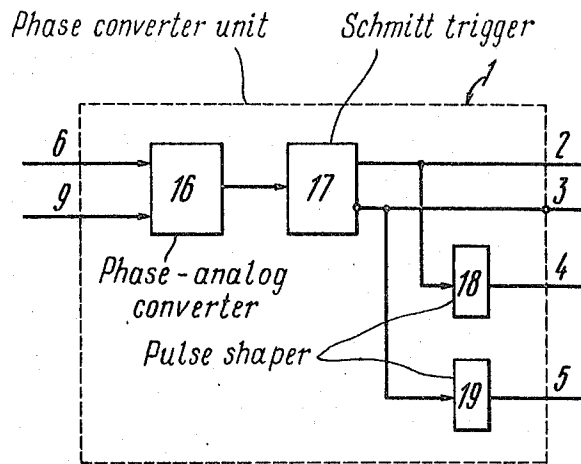 Phase converter unit
Schmitt trigger
1
6
2
16
17
9
3
Phase-analog
converter
18
4
Pulse shaper
19
5